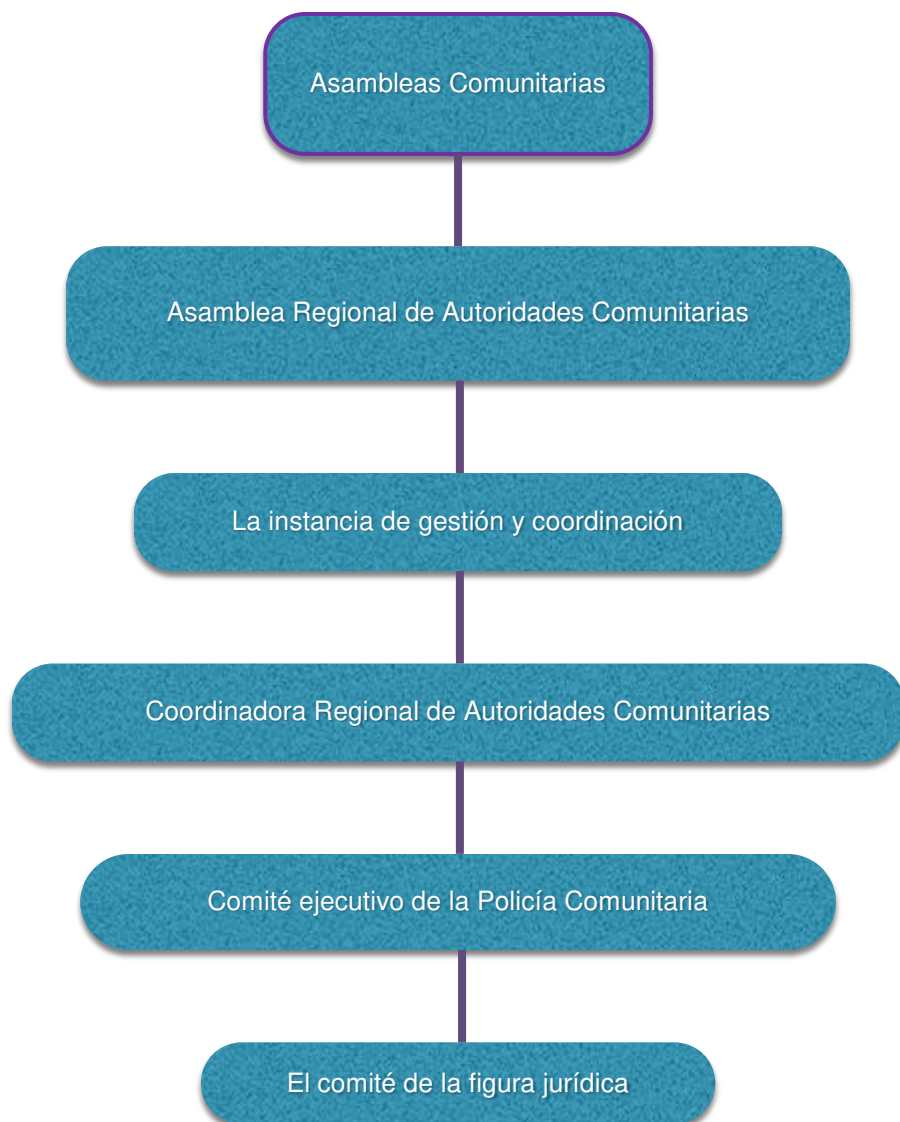 Asambleas Comunitarias
Asamblea Regional de Autoridades Comunitarias
La instancia de gestión y coordinación
Coordinadora Regional de Autoridades Comunitarias
Comité ejecutivo de la Policía Comunitaria
El comité de la figura jurídica